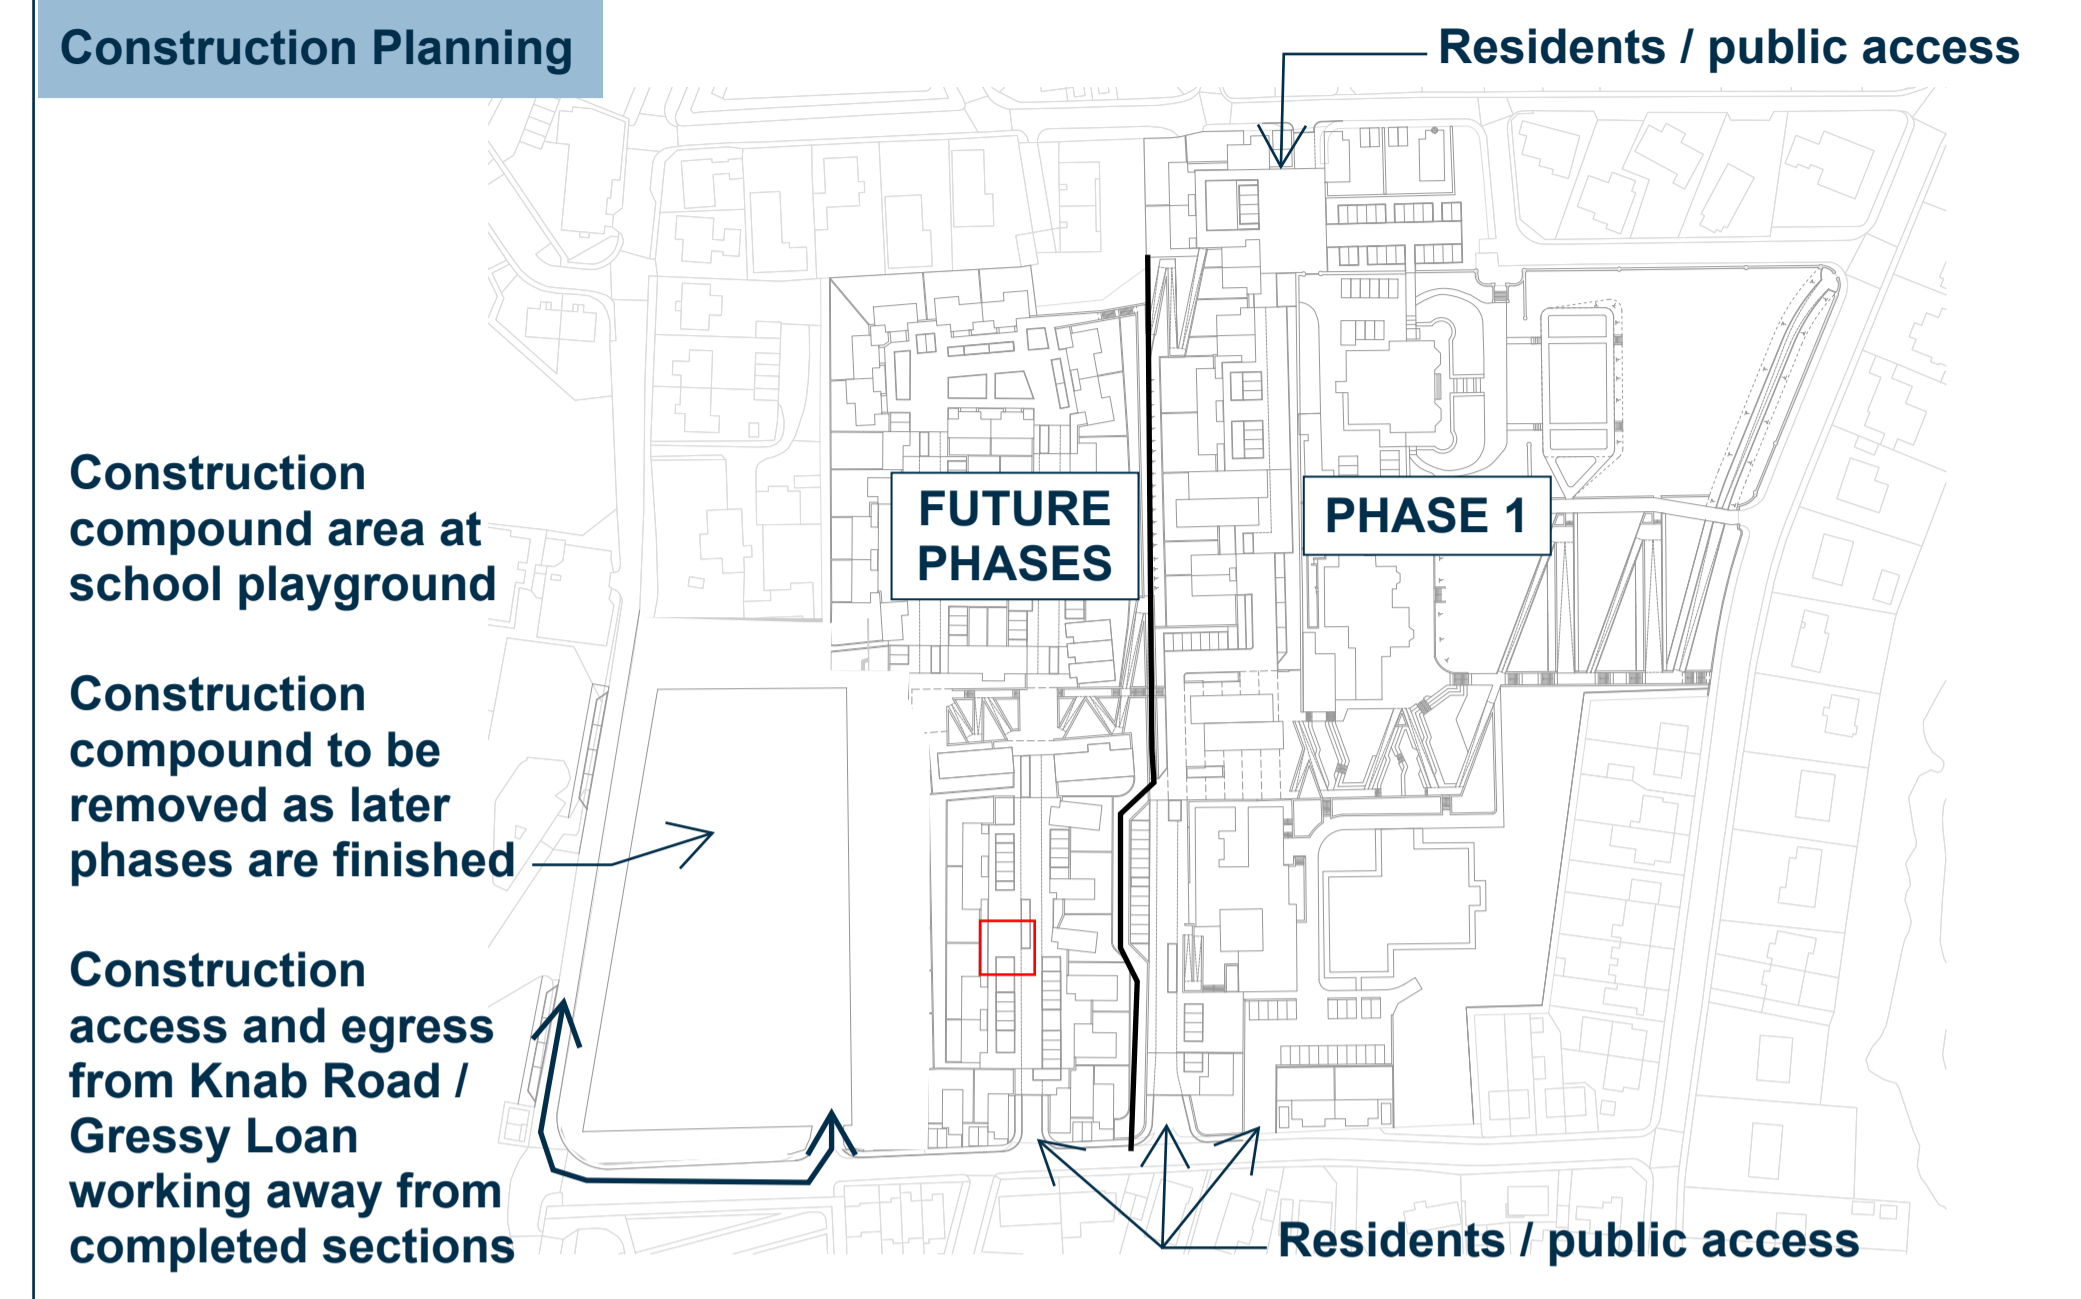 Construction Planning
Residents / public access
Construction
compound area at
school playground
FUTURE
PHASES
PHASE 1
Construction
compound to be
removed as later
phases are finished
Construction
access and egress
from Knab Road /
Gressy Loan
working away from
completed sections
Residents / public access